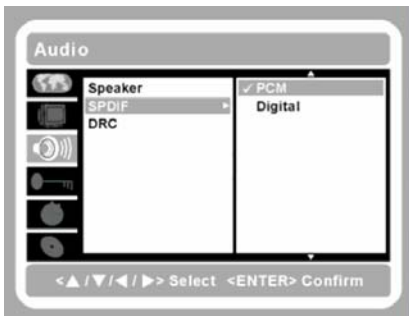 Audio
Speaker
SPDIF
DRC
✓ PCM
Digital
<▲/▼/◀/▶> Select <ENTER> Confirm